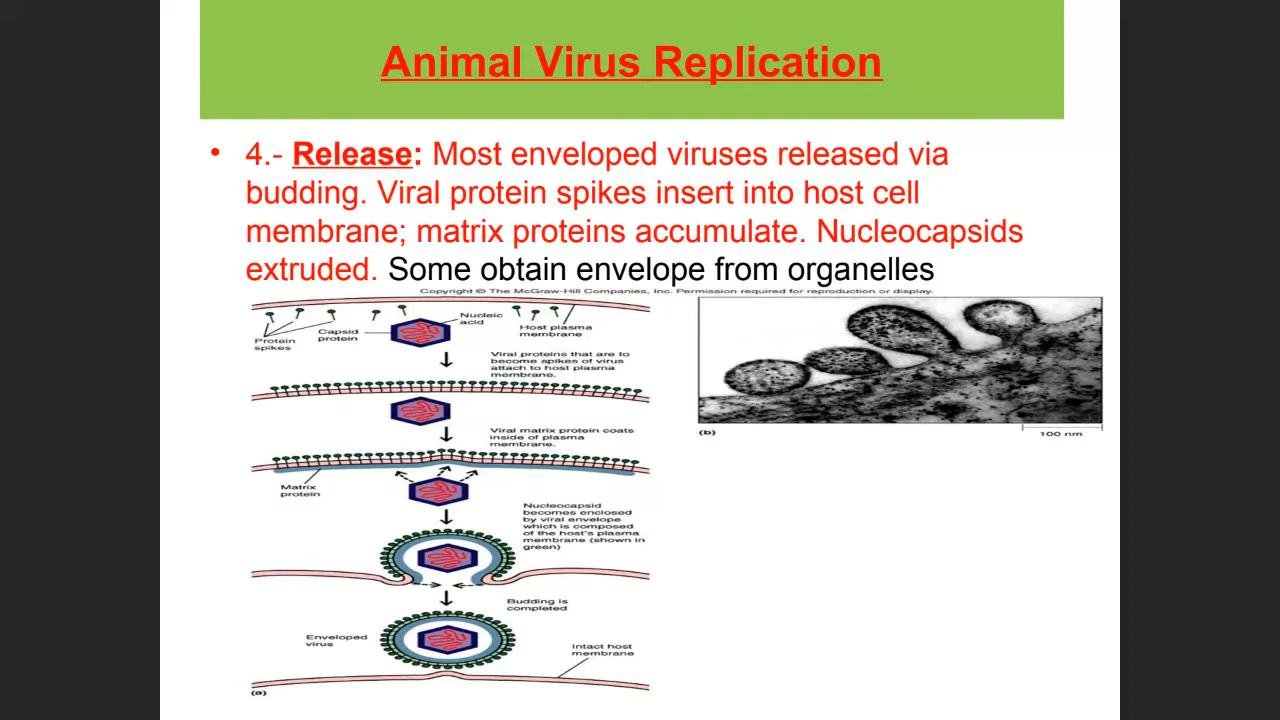 Animal Virus Replication
• 4.- Release: Most enveloped viruses released via
budding. Viral protein spikes insert into host cell
membrane; matrix proteins accumulate. Nucleocapsids
extruded. Some obtain envelope from organelles
Copyright © The McGraw-Hill Companies, Inc. Permission required for reproduction or display.
Protein
spikes
Capsid
protein
Nucleic
acid
Host plasma
membrane
Viral proteins that are to
become spikes of virus
attach to host plasma
membrane.
Viral matrix protein coats
inside of plasma
membrane.
Matrix
protein
Nucleocapsid
becomes enclosed
by viral envelope
which is composed
of the host's plasma
membrane (shown in
green)
Budding is
completed
Enveloped
virus
Intact host
membrane
(a)
(b)
100 nm